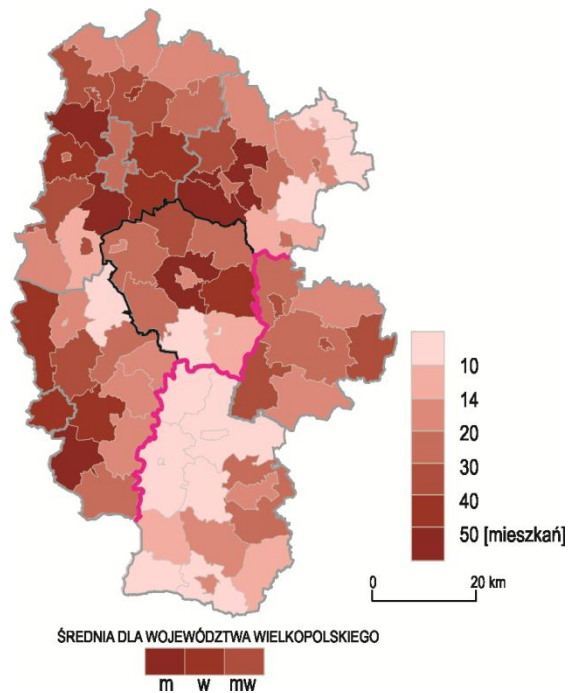 10
14
20
30
40
50 [mieszkań]
0 20 km
ŚREDNIA DLA WOJEWÓDZTWA WIELKOPOLSKIEGO
m w mw